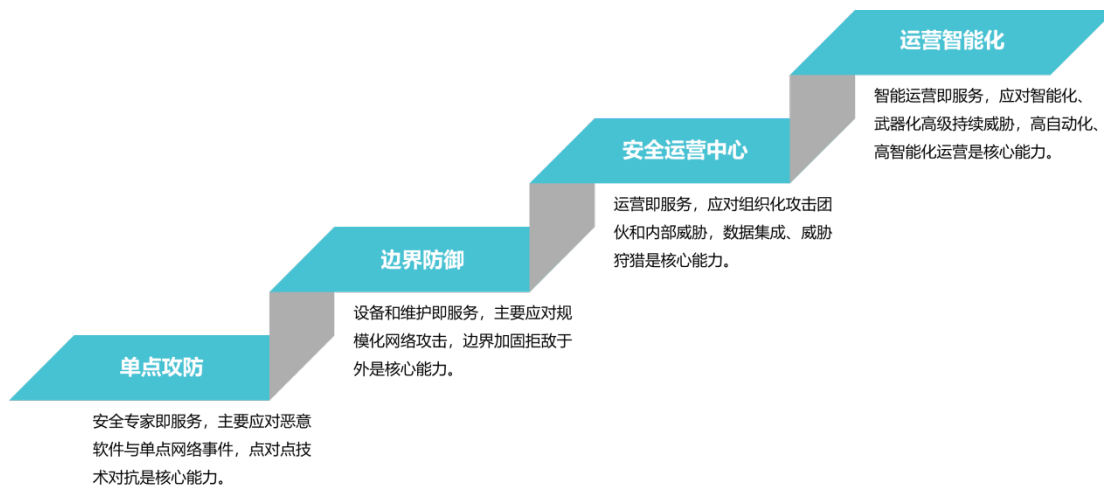 运营智能化
智能运营即服务，应对智能化、
武器化高级持续威胁，高自动化、
高智能化运营是核心能力。
安全运营中心
运营即服务，应对组织化攻击团
伙和内部威胁，数据集成、威胁
狩猎是核心能力。
边界防御
设备和维护即服务，主要应对规
模化网络攻击，边界加固拒敌于
外是核心能力。
单点攻防
安全专家即服务，主要应对恶意
软件与单点网络事件，点对点技
术对抗是核心能力。